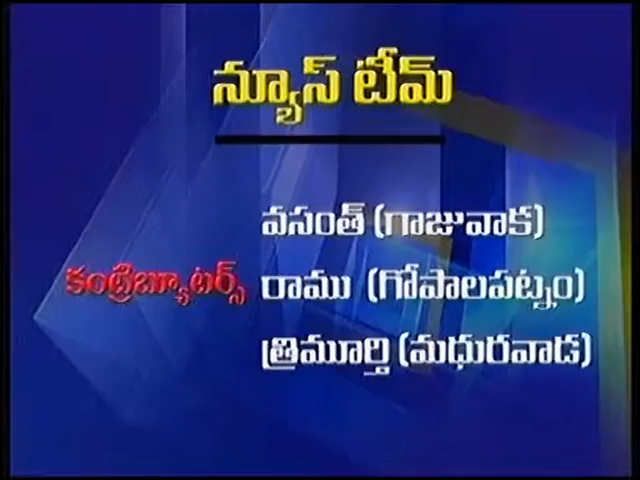 న్యూస్ టీమ్
వసంత్ (గాజువాక)
కంట్రిబ్యూటర్స్ రాము (గోపాలపట్నం)
త్రిమూర్తి (మధురవాడ)